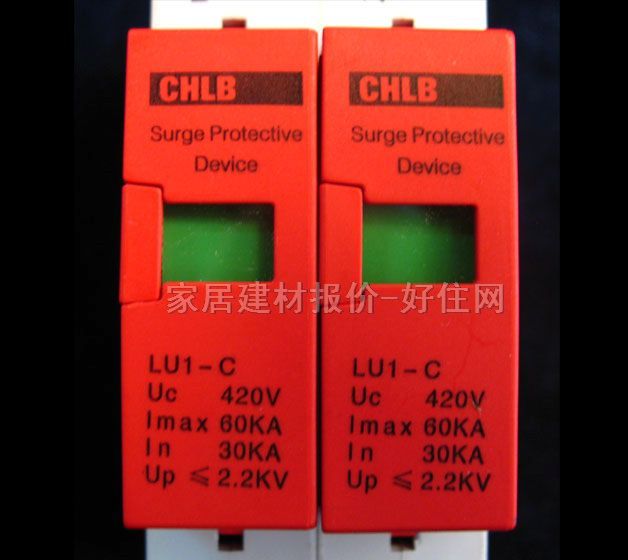 CHLB
Surge Protective
Device
LU1-C
Uc 420V
Imax 60KA
In 30KA
Up ≤ 2.2KV
CHLB
Surge Protective
Device
LU1-C
Uc 420V
Imax 60KA
In 30KA
Up ≤ 2.2KV
家居建材报价-好住网